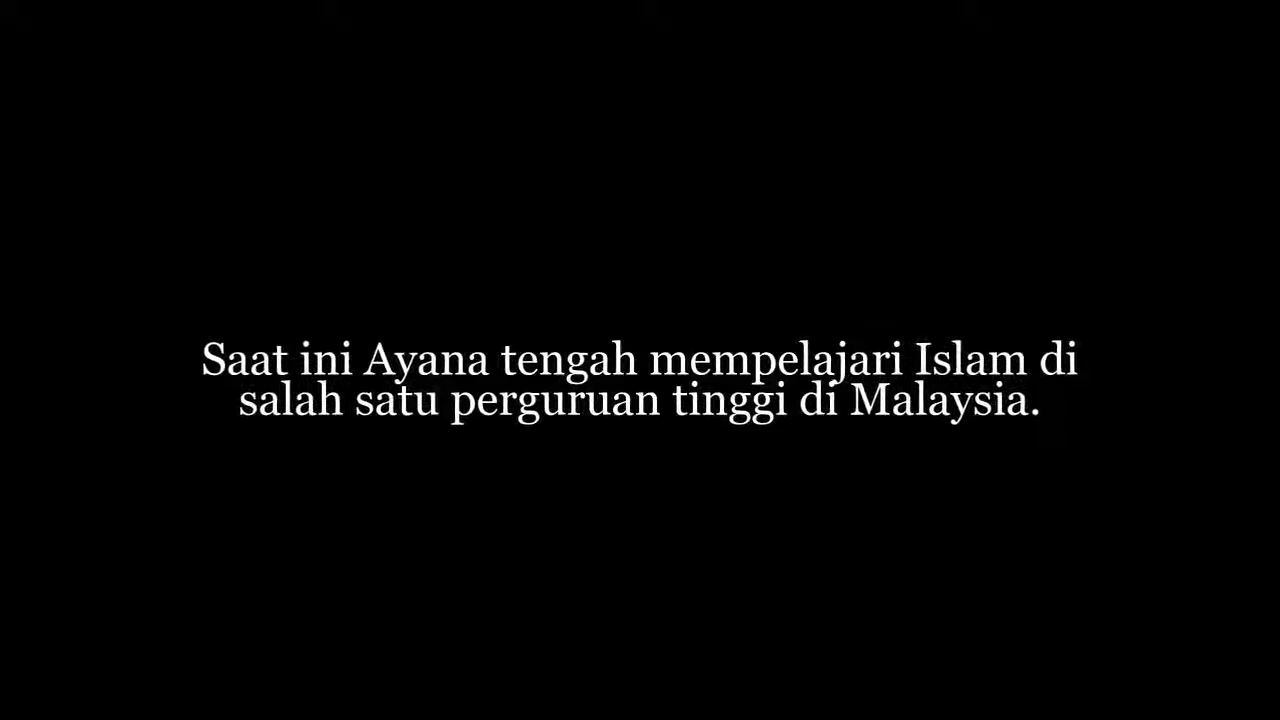 Saat ini Ayana tengah mempelajari Islam di
salah satu perguruan tinggi di Malaysia.